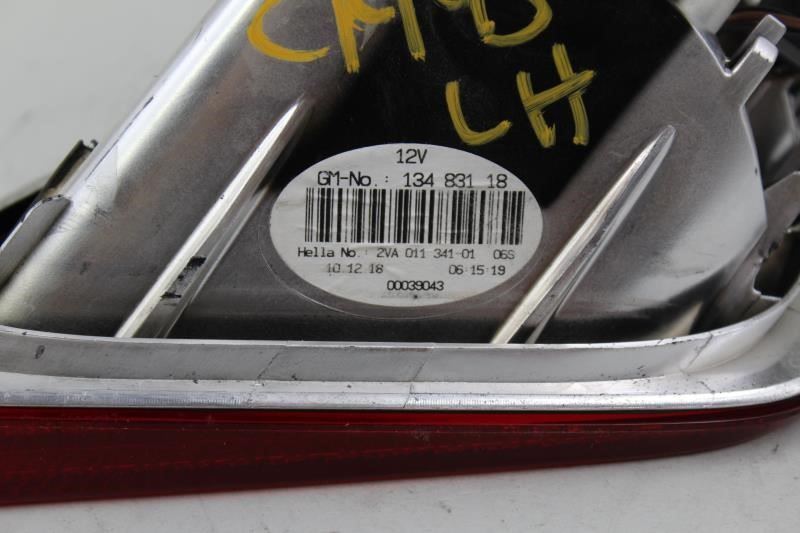 LH
12V
GM-No.: 134 831 18
Hella No.: 2VA 011 341-01 06S
10.12.18 06:15:19
00039043